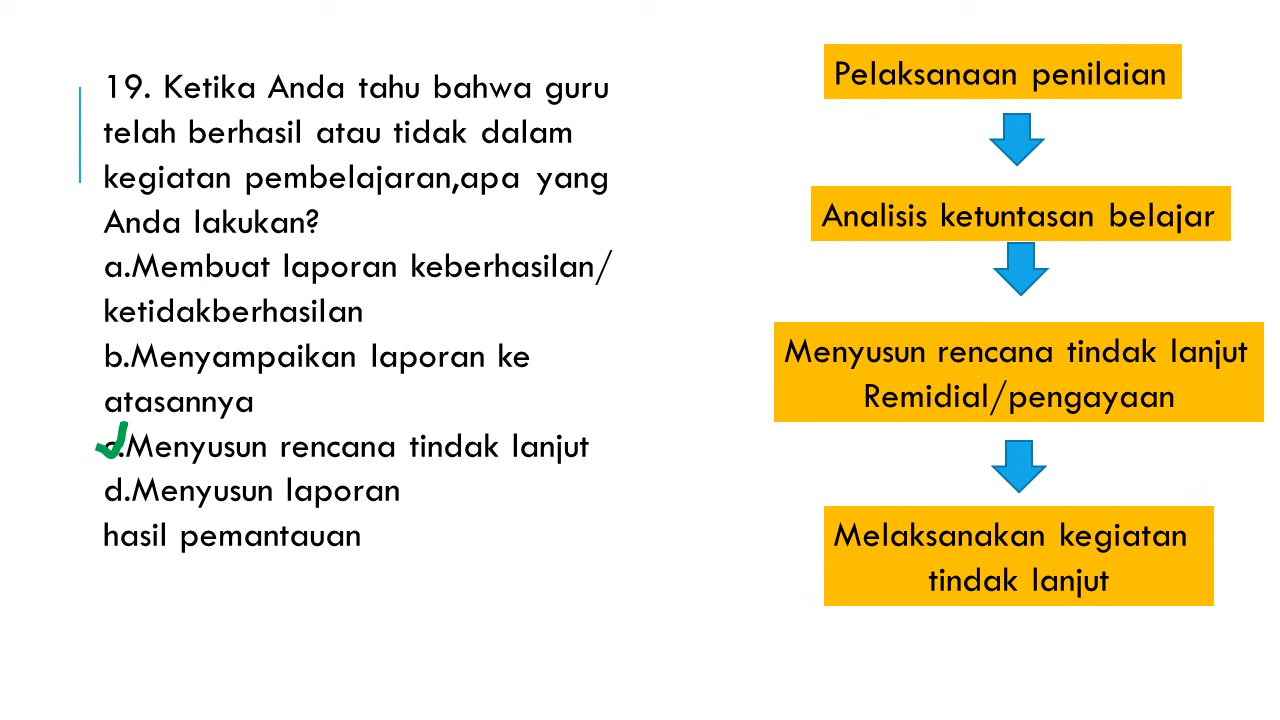 19. Ketika Anda tahu bahwa guru
telah berhasil atau tidak dalam
kegiatan pembelajaran,apa yang
Anda lakukan?
a.Membuat laporan keberhasilan/
ketidakberhasilan
b.Menyampaikan laporan ke
atasannya
c.Menyusun rencana tindak lanjut
d.Menyusun laporan
hasil pemantauan
Pelaksanaan penilaian
Analisis ketuntasan belajar
Menyusun rencana tindak lanjut
Remidial/pengayaan
Melaksanakan kegiatan
tindak lanjut